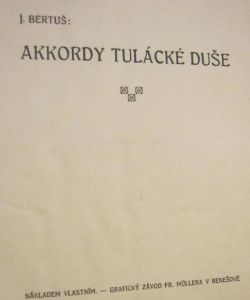 J. BERTUŠ:
AKKORDY TULÁCKÉ DUŠE
NÁKLADEM VLASTNÍM. — GRAFICKÝ ZÁVOD FR. MÜLLERA V BENEŠOVĚ